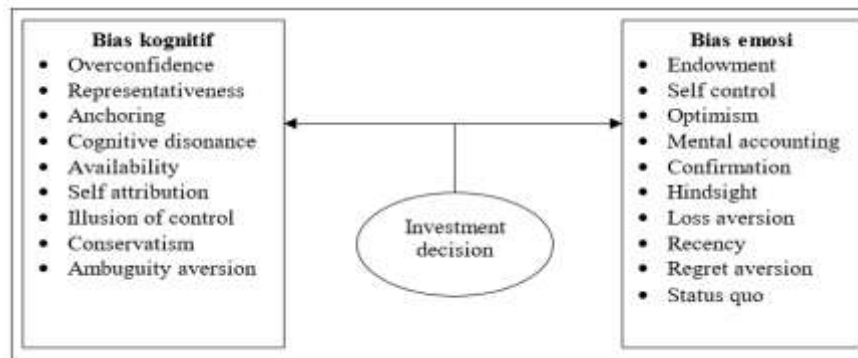 Bias kognitif
• Overconfidence
• Representativeness
• Anchoring
• Cognitive disonance
• Availability
• Self attribution
• Illusion of control
• Conservatism
• Ambuguity aversion
Investment
decision
Bias emosi
• Endowment
• Self control
• Optimism
• Mental accounting
• Confirmation
• Hindsight
• Loss aversion
• Recency
• Regret aversion
• Status quo